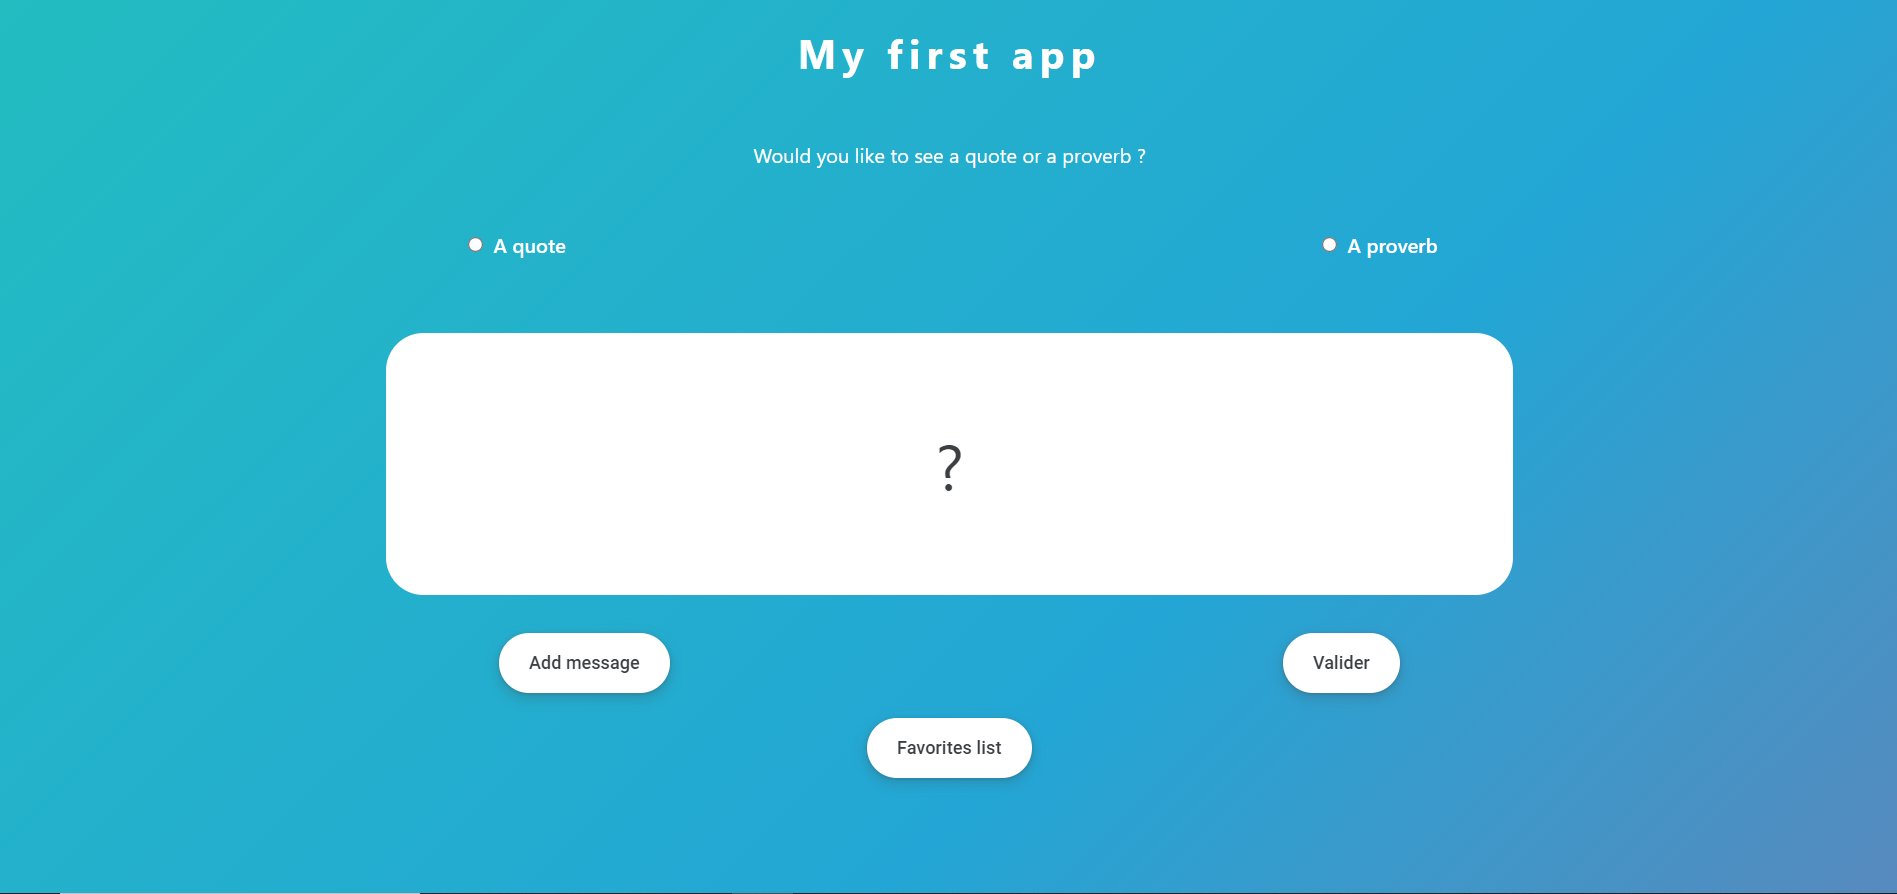 My first app
Would you like to see a quote or a proverb ?
A quote
A proverb
?
Add message
Valider
Favorites list